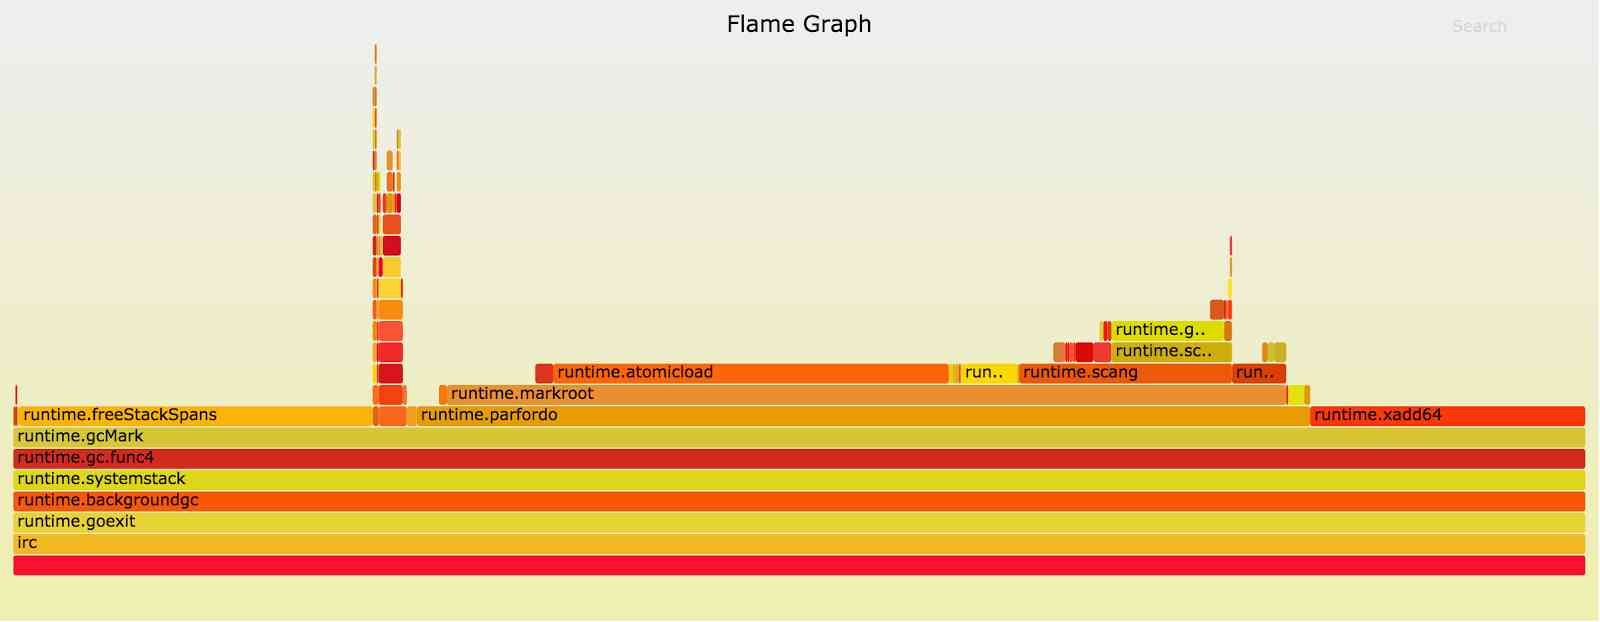 Flame Graph
Search
runtime.g..
runtime.sc..
runtime.atomicload
run..
runtime.scang
run..
runtime.markroot
runtime.freeStackSpans
runtime.parfordo
runtime.xadd64
runtime.gcMark
runtime.gc.func4
runtime.systemstack
runtime.backgroundgc
runtime.goexit
irc